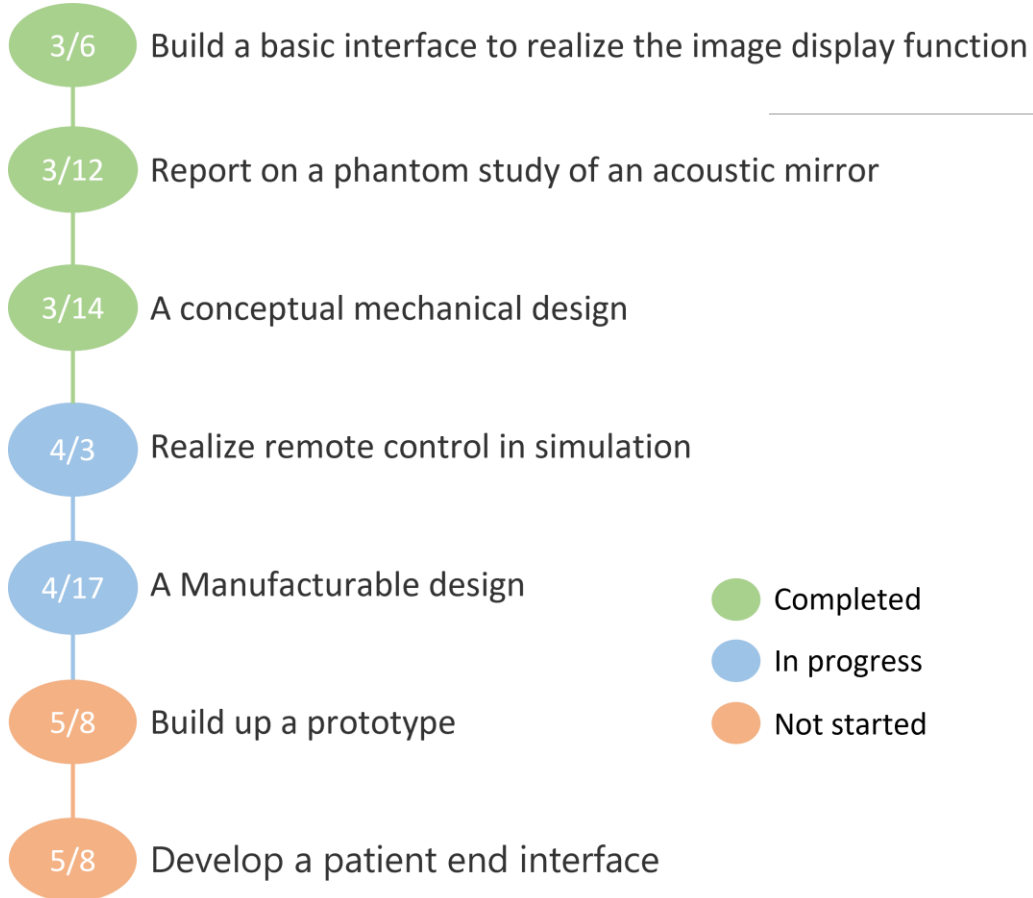 3/6 Build a basic interface to realize the image display function
3/12 Report on a phantom study of an acoustic mirror
3/14 A conceptual mechanical design
4/3 Realize remote control in simulation
4/17 A Manufacturable design
Completed
In progress
5/8 Build up a prototype
Not started
5/8 Develop a patient end interface